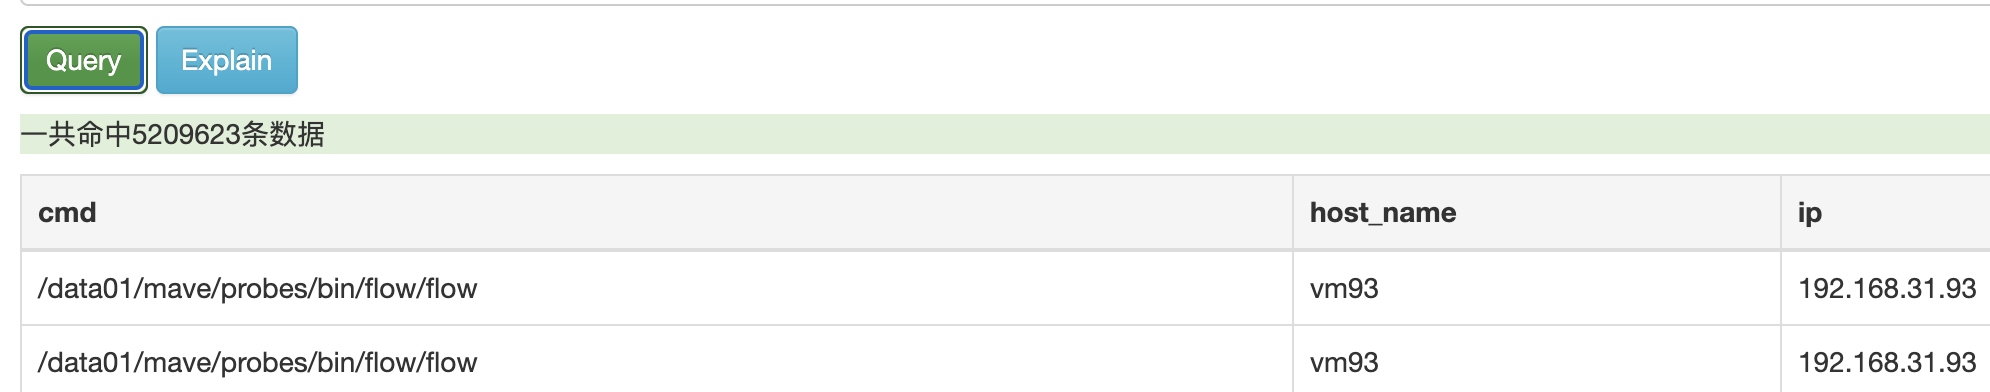 Query Explain
一共命中5209623条数据
cmd host_name ip
/data01/mave/probes/bin/flow/flow vm93 192.168.31.93
/data01/mave/probes/bin/flow/flow vm93 192.168.31.93